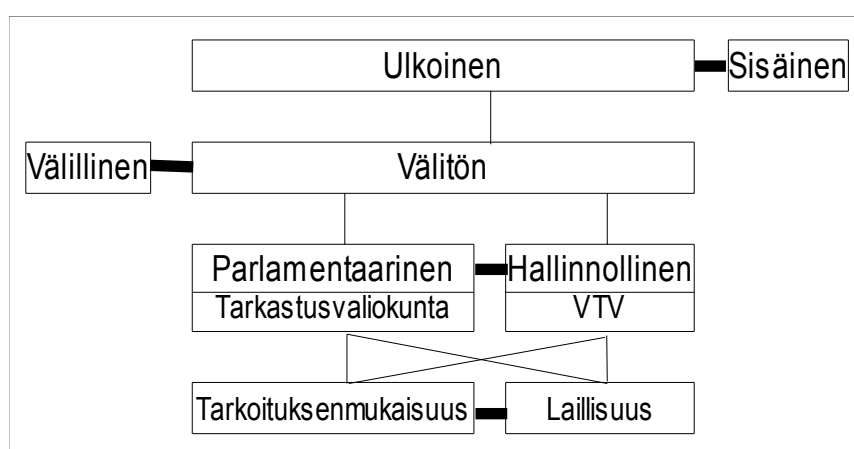 Ulkoinen
Sisäinen
Välillinen
Välitön
Parlamentaarinen
Hallinnollinen
Tarkastusvaliokunta
VTV
Tarkoituksenmukaisuus
Laillisuus